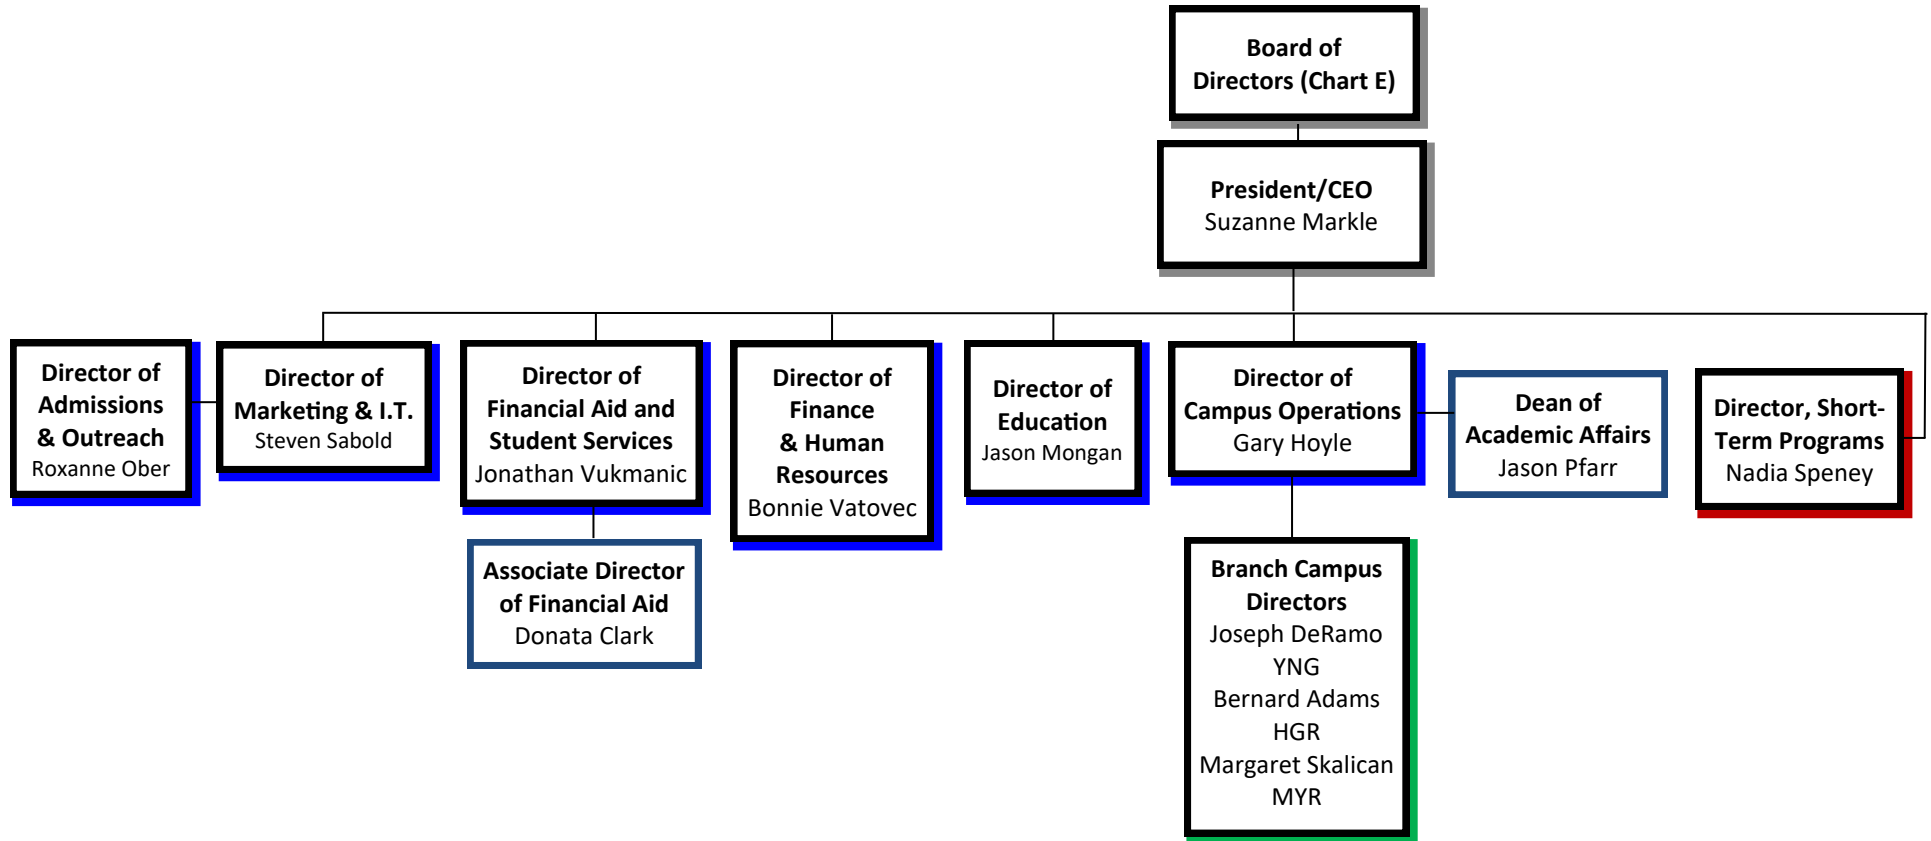 Board of
Directors (Chart E)
President/CEO
Suzanne Markle
Director of
Admissions
& Outreach
Roxanne Ober
Director of
Marketing & I.T.
Steven Sabold
Director of
Financial Aid and
Student Services
Jonathan Vukmanic
Director of
Finance
& Human
Resources
Bonnie Vatovec
Director of
Education
Jason Mongan
Director of
Campus Operations
Gary Hoyle
Dean of
Academic Affairs
Jason Pfarr
Director, Short-
Term Programs
Nadia Speney
Associate Director
of Financial Aid
Donata Clark
Branch Campus
Directors
Joseph DeRamo
YNG
Bernard Adams
HGR
Margaret Skalican
MYR